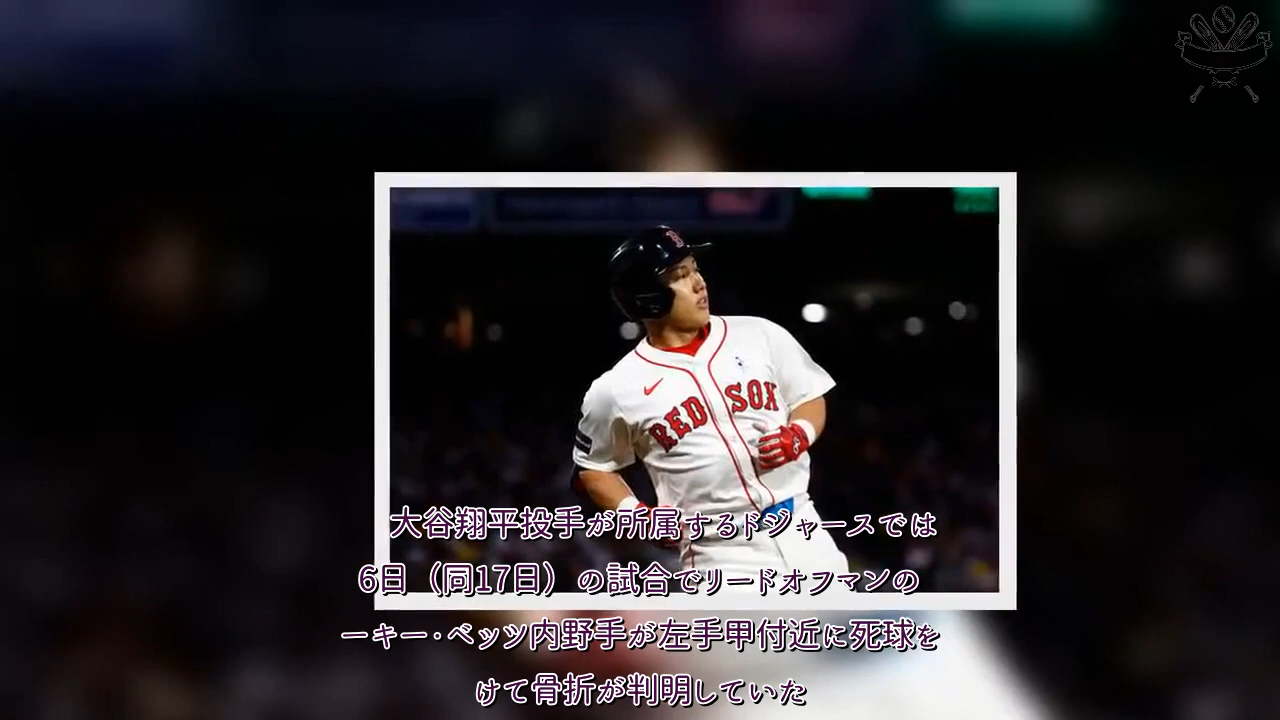 RED SOX
大谷翔平投手が所属するドジャースでは
6日（同17日）の試合でリードオフマンの
ーキー・ベッツ内野手が左手甲付近に死球を
けて骨折が判明していた